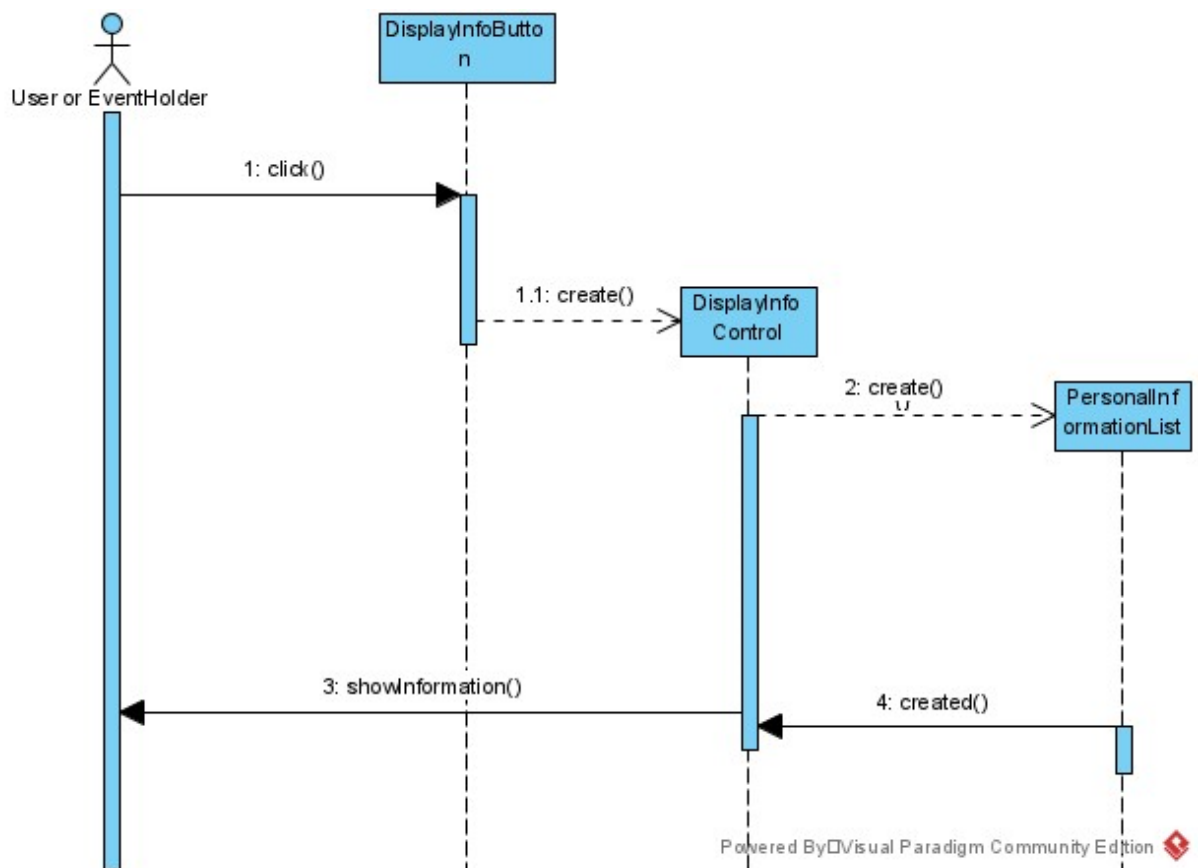 DisplayInfoButto
n
User or EventHolder
1: click()
1.1: create()
DisplayInfo
Control
2: create()
PersonalInf
ormationList
3: showInformation()
4: created()
Powered By Visual Paradigm Community Edition